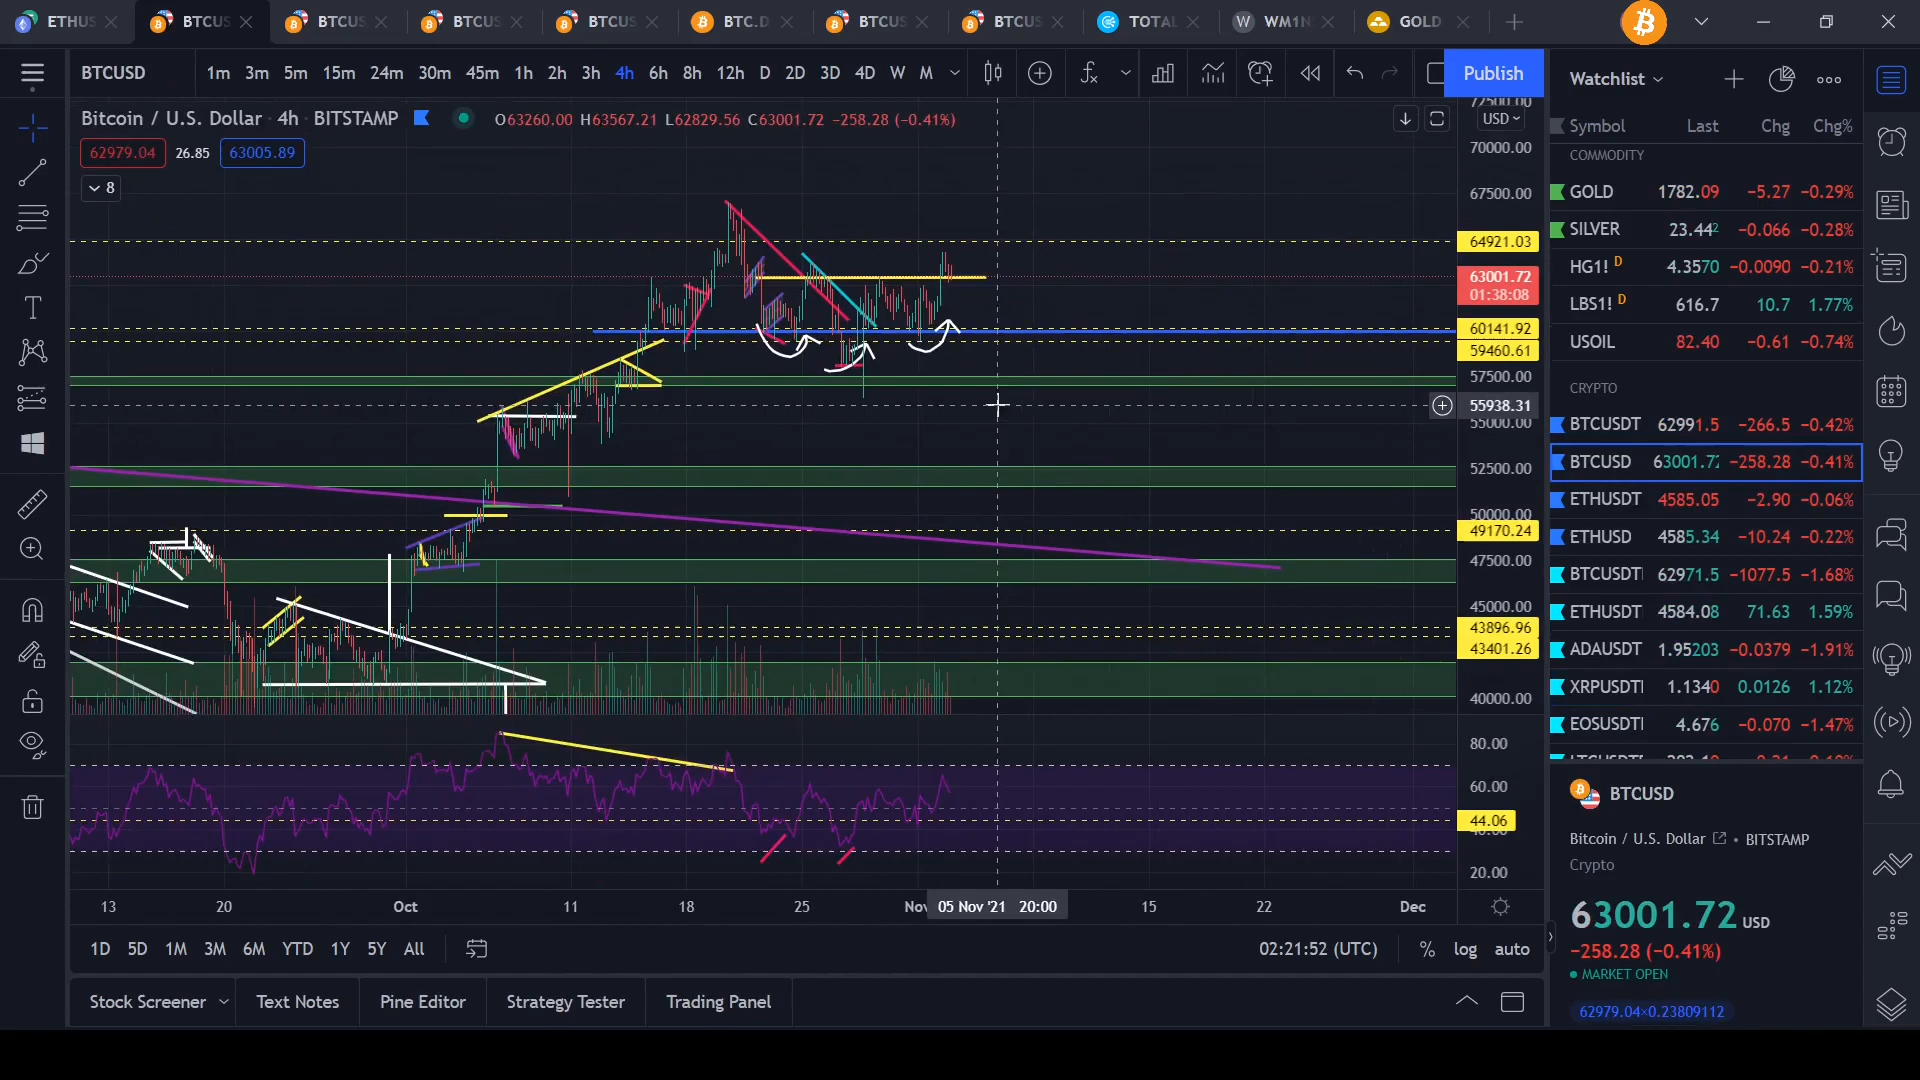 ETHUS BTCUS BTCUS BTCUS BTCUS BTC.D BTCUS BTCUS TOTAL WM1N GOLD
BTCUSD 1m 3m 5m 15m 24m 30m 45m 1h 2h 3h 4h 6h 8h 12h D 2D 3D 4D W M Publish
Bitcoin / U.S. Dollar · 4h · BITSTAMP O63260.00 H63567.21 L62829.56 C63001.72 −258.28 (−0.41%)
62979.04 26.85 63005.89
8
USD
72500.00
70000.00
67500.00
64921.03
63001.72
01:38:08
60141.92
59460.61
57500.00
55938.31
55000.00
52500.00
50000.00
49170.24
47500.00
45000.00
43896.96
43401.26
40000.00
80.00
60.00
44.06
20.00
13 20 Oct 11 18 25 Nov 05 Nov '21 20:00 15 22 Dec
1D 5D 1M 3M 6M YTD 1Y 5Y All 02:21:52 (UTC) % log auto
Stock Screener Text Notes Pine Editor Strategy Tester Trading Panel
Watchlist
Symbol Last Chg Chg%
COMMODITY
GOLD 1782.09 −5.27 −0.29%
SILVER 23.442 −0.066 −0.28%
HG1! D 4.3570 −0.0090 −0.21%
LBS1! D 616.7 10.7 1.77%
USOIL 82.40 −0.61 −0.74%
CRYPTO
BTCUSDT 62991.5 −266.5 −0.42%
BTCUSD 63001.72 −258.28 −0.41%
ETHUSDT 4585.05 −2.90 −0.06%
ETHUSD 4585.34 −10.24 −0.22%
BTCUSDT 62971.5 −1077.5 −1.68%
ETHUSDT 4584.08 71.63 1.59%
ADAUSDT 1.95203 −0.0379 −1.91%
XRPUSDT 1.1340 0.0126 1.12%
EOSUSDT 4.676 −0.070 −1.47%
BTCUSD
Bitcoin / U.S. Dollar • BITSTAMP
Crypto
63001.72 USD
−258.28 (−0.41%)
MARKET OPEN
62979.04×0.23809112